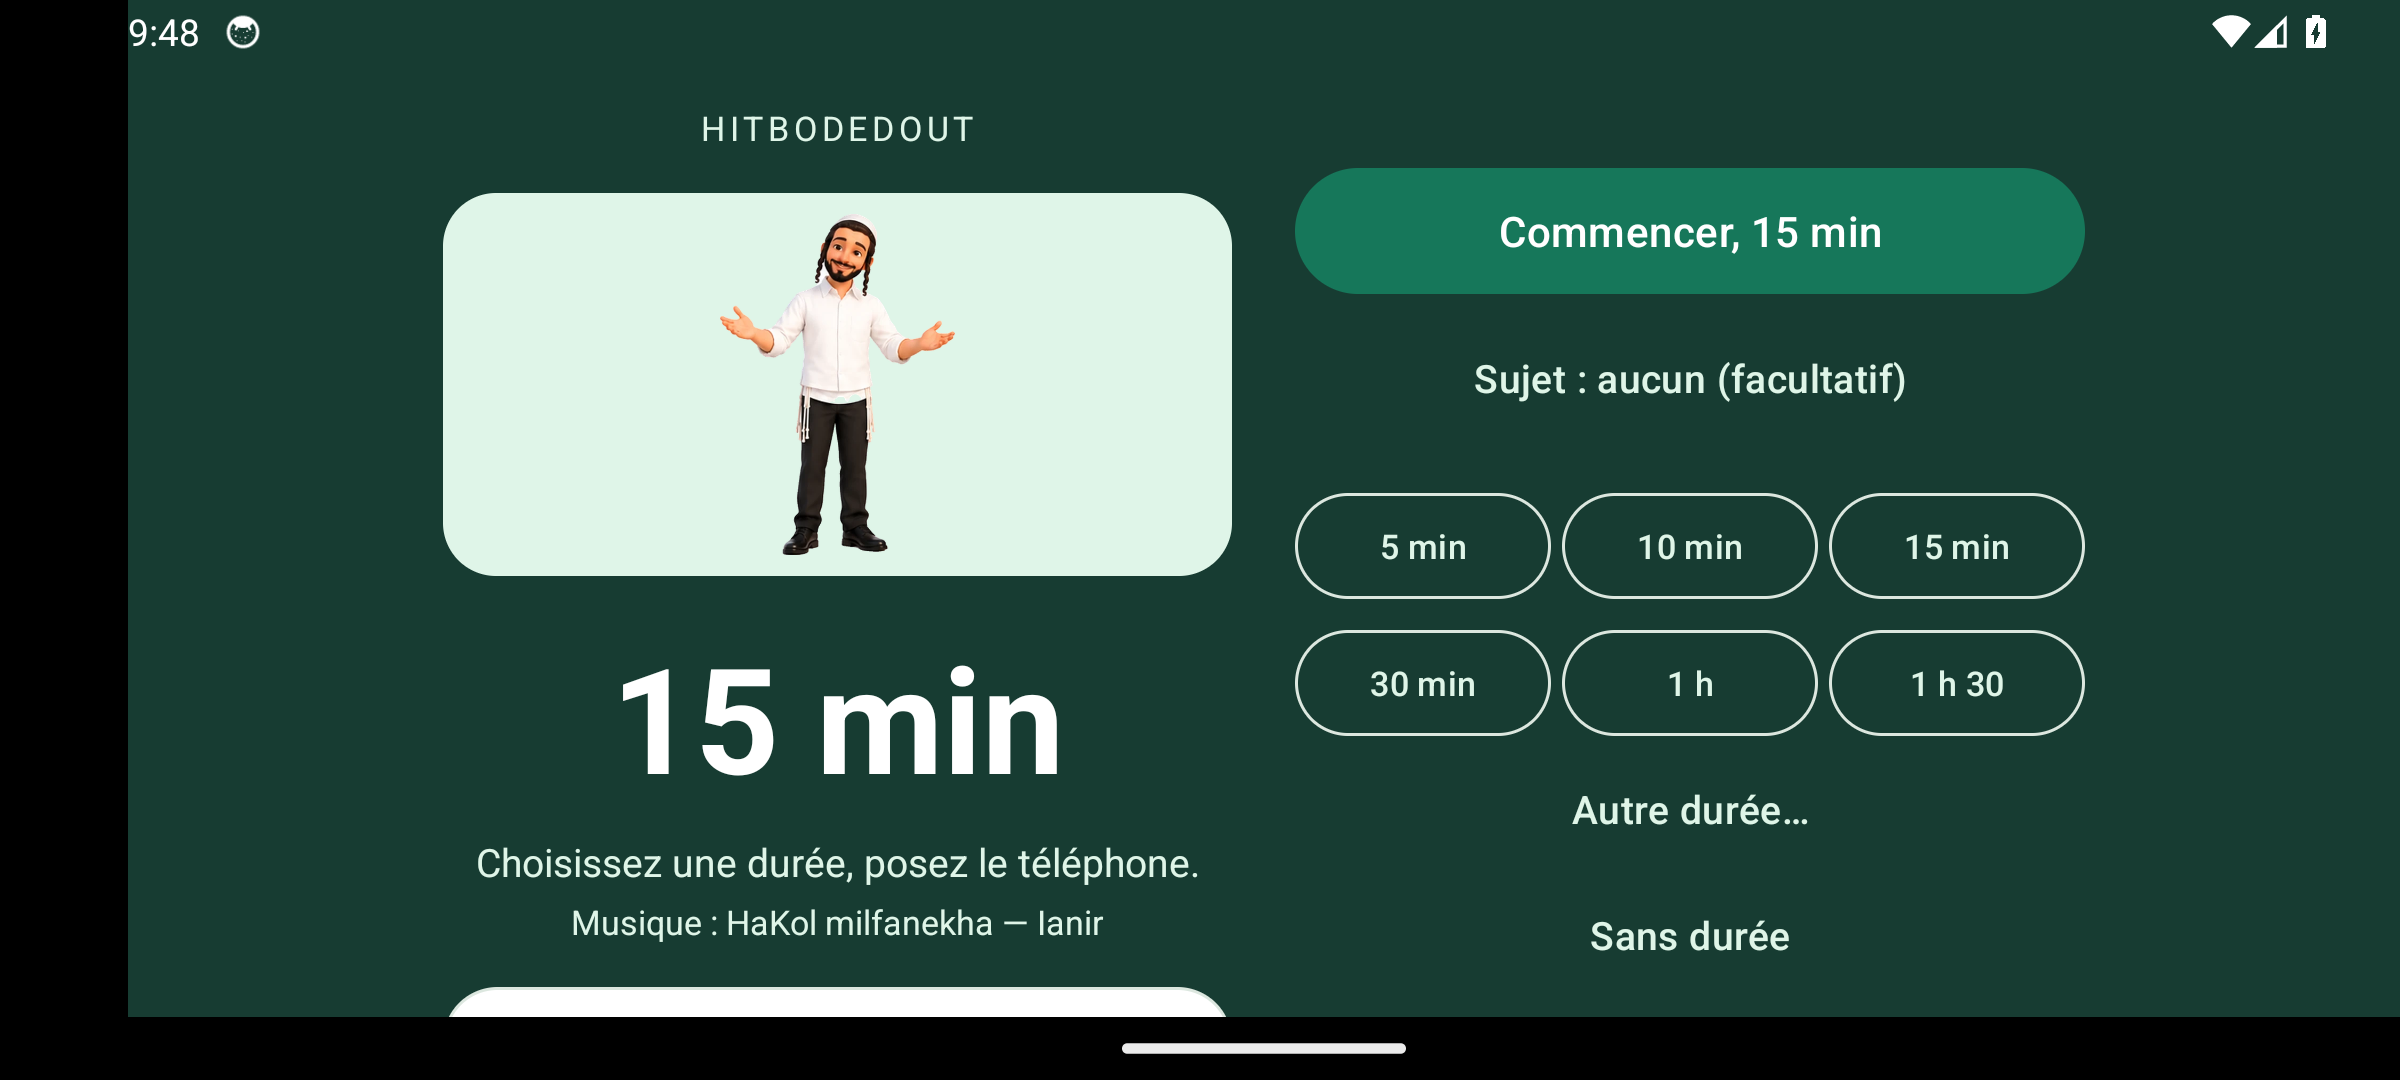 9:48
HITBODEDOUT
15 min
Choisissez une durée, posez le téléphone.
Musique : HaKol milfanekha — Ianir
Commencer, 15 min
Sujet : aucun (facultatif)
5 min
10 min
15 min
30 min
1 h
1 h 30
Autre durée…
Sans durée